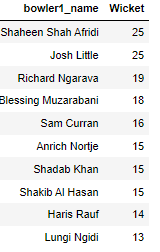 bowler1_name Wicket
Shaheen Shah Afridi 25
Josh Little 25
Richard Ngarava 19
Blessing Muzarabani 18
Sam Curran 16
Anrich Nortje 15
Shadab Khan 15
Shakib Al Hasan 15
Haris Rauf 14
Lungi Ngidi 13